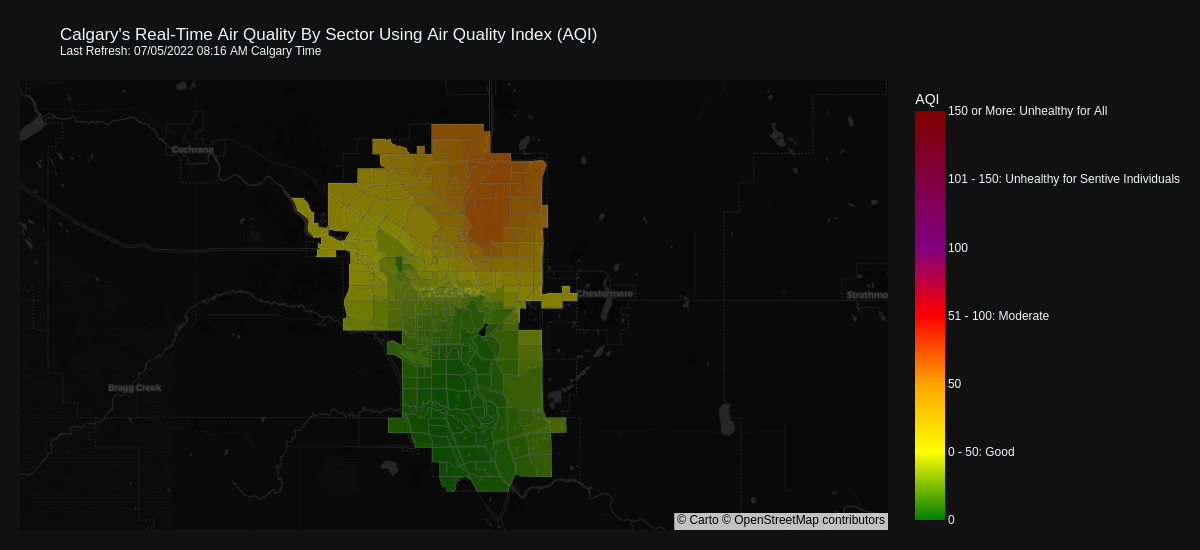 Calgary's Real-Time Air Quality By Sector Using Air Quality Index (AQI)
Last Refresh: 07/05/2022 08:16 AM Calgary Time
AQI
150 or More: Unhealthy for All
Cochrane
101 - 150: Unhealthy for Sentive Individuals
100
CALGARY
Chestermere
Strathmo
51 - 100: Moderate
50
Bragg Creek
0 - 50: Good
0
© Carto © OpenStreetMap contributors